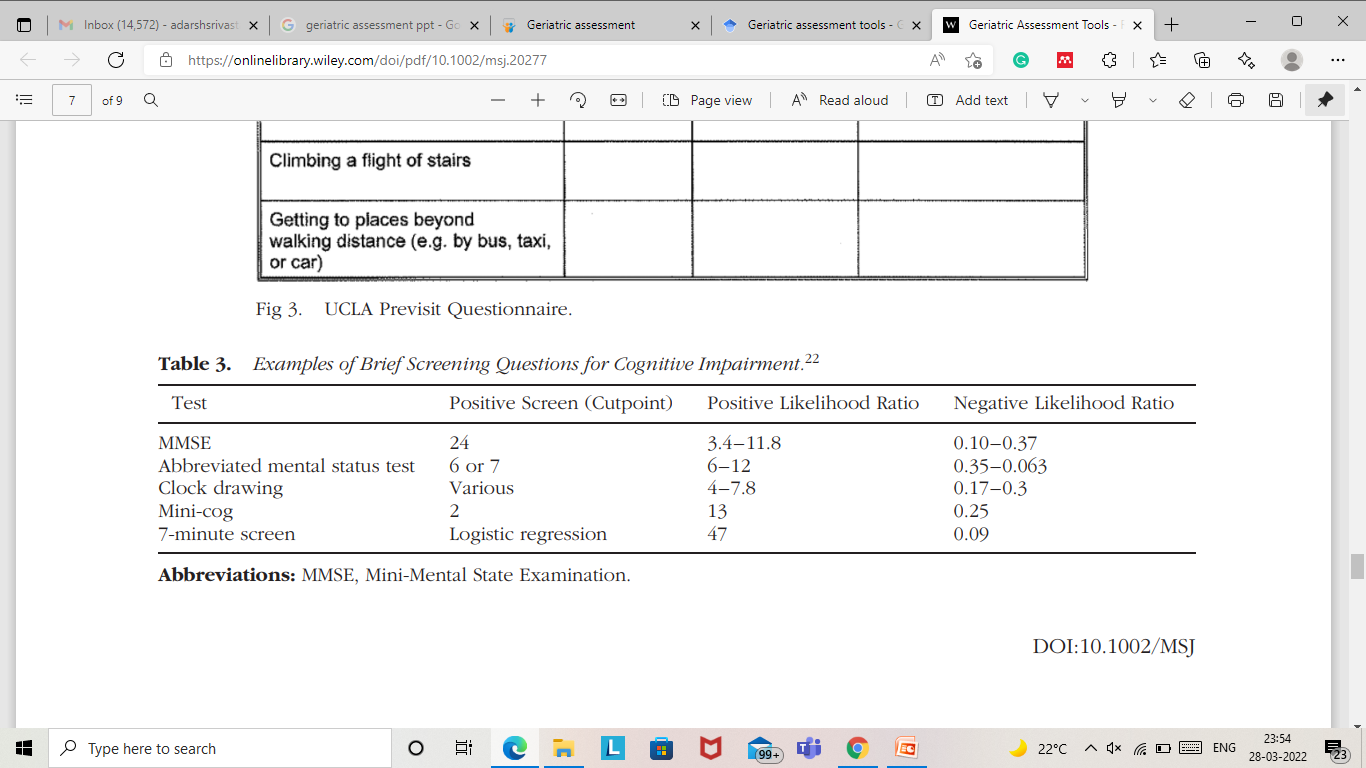 Inbox (14,572) - adarshsrivast
geriatric assessment ppt - Go
Geriatric assessment
Geriatric assessment tools - G
W Geriatric Assessment Tools - P
https://onlinelibrary.wiley.com/doi/pdf/10.1002/msj.20277
7 of 9 Page view Read aloud Add text
Climbing a flight of stairs
Getting to places beyond
walking distance (e.g. by bus, taxi,
or car)
Fig 3. UCLA Previsit Questionnaire.
Table 3. Examples of Brief Screening Questions for Cognitive Impairment.22
Test Positive Screen (Cutpoint) Positive Likelihood Ratio Negative Likelihood Ratio
MMSE 24 3.4–11.8 0.10–0.37
Abbreviated mental status test 6 or 7 6–12 0.35–0.063
Clock drawing Various 4–7.8 0.17–0.3
Mini-cog 2 13 0.25
7-minute screen Logistic regression 47 0.09
Abbreviations: MMSE, Mini-Mental State Examination.
DOI:10.1002/MSJ
Type here to search
99+
22°C
ENG
23:54
28-03-2022
23